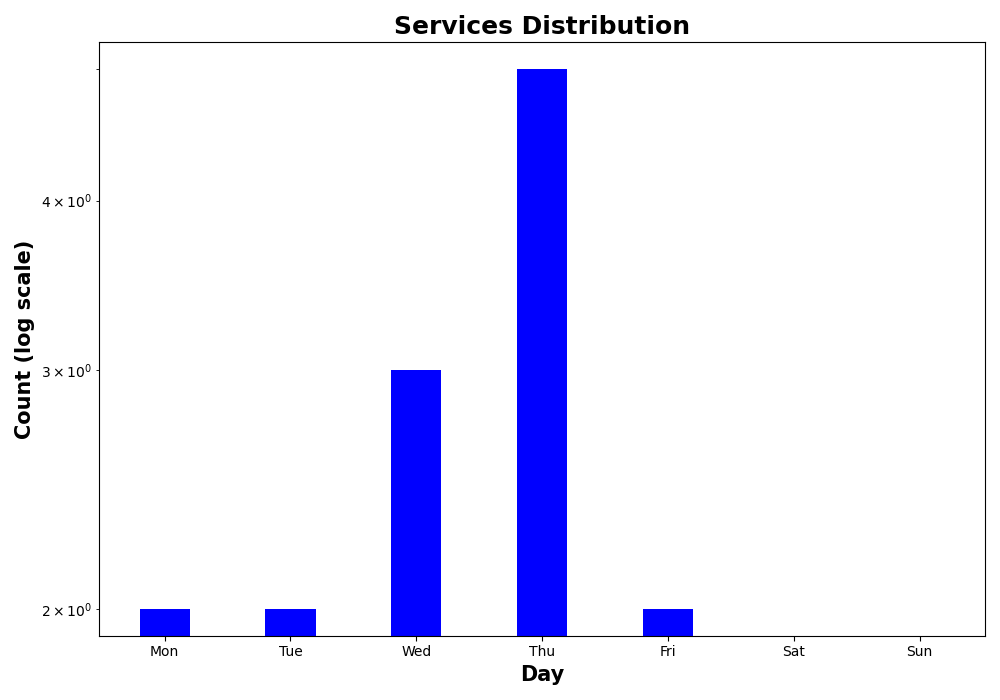 Services Distribution
Count (log scale)
4 × 10⁰
3 × 10⁰
2 × 10⁰
Mon Tue Wed Thu Fri Sat Sun
Day